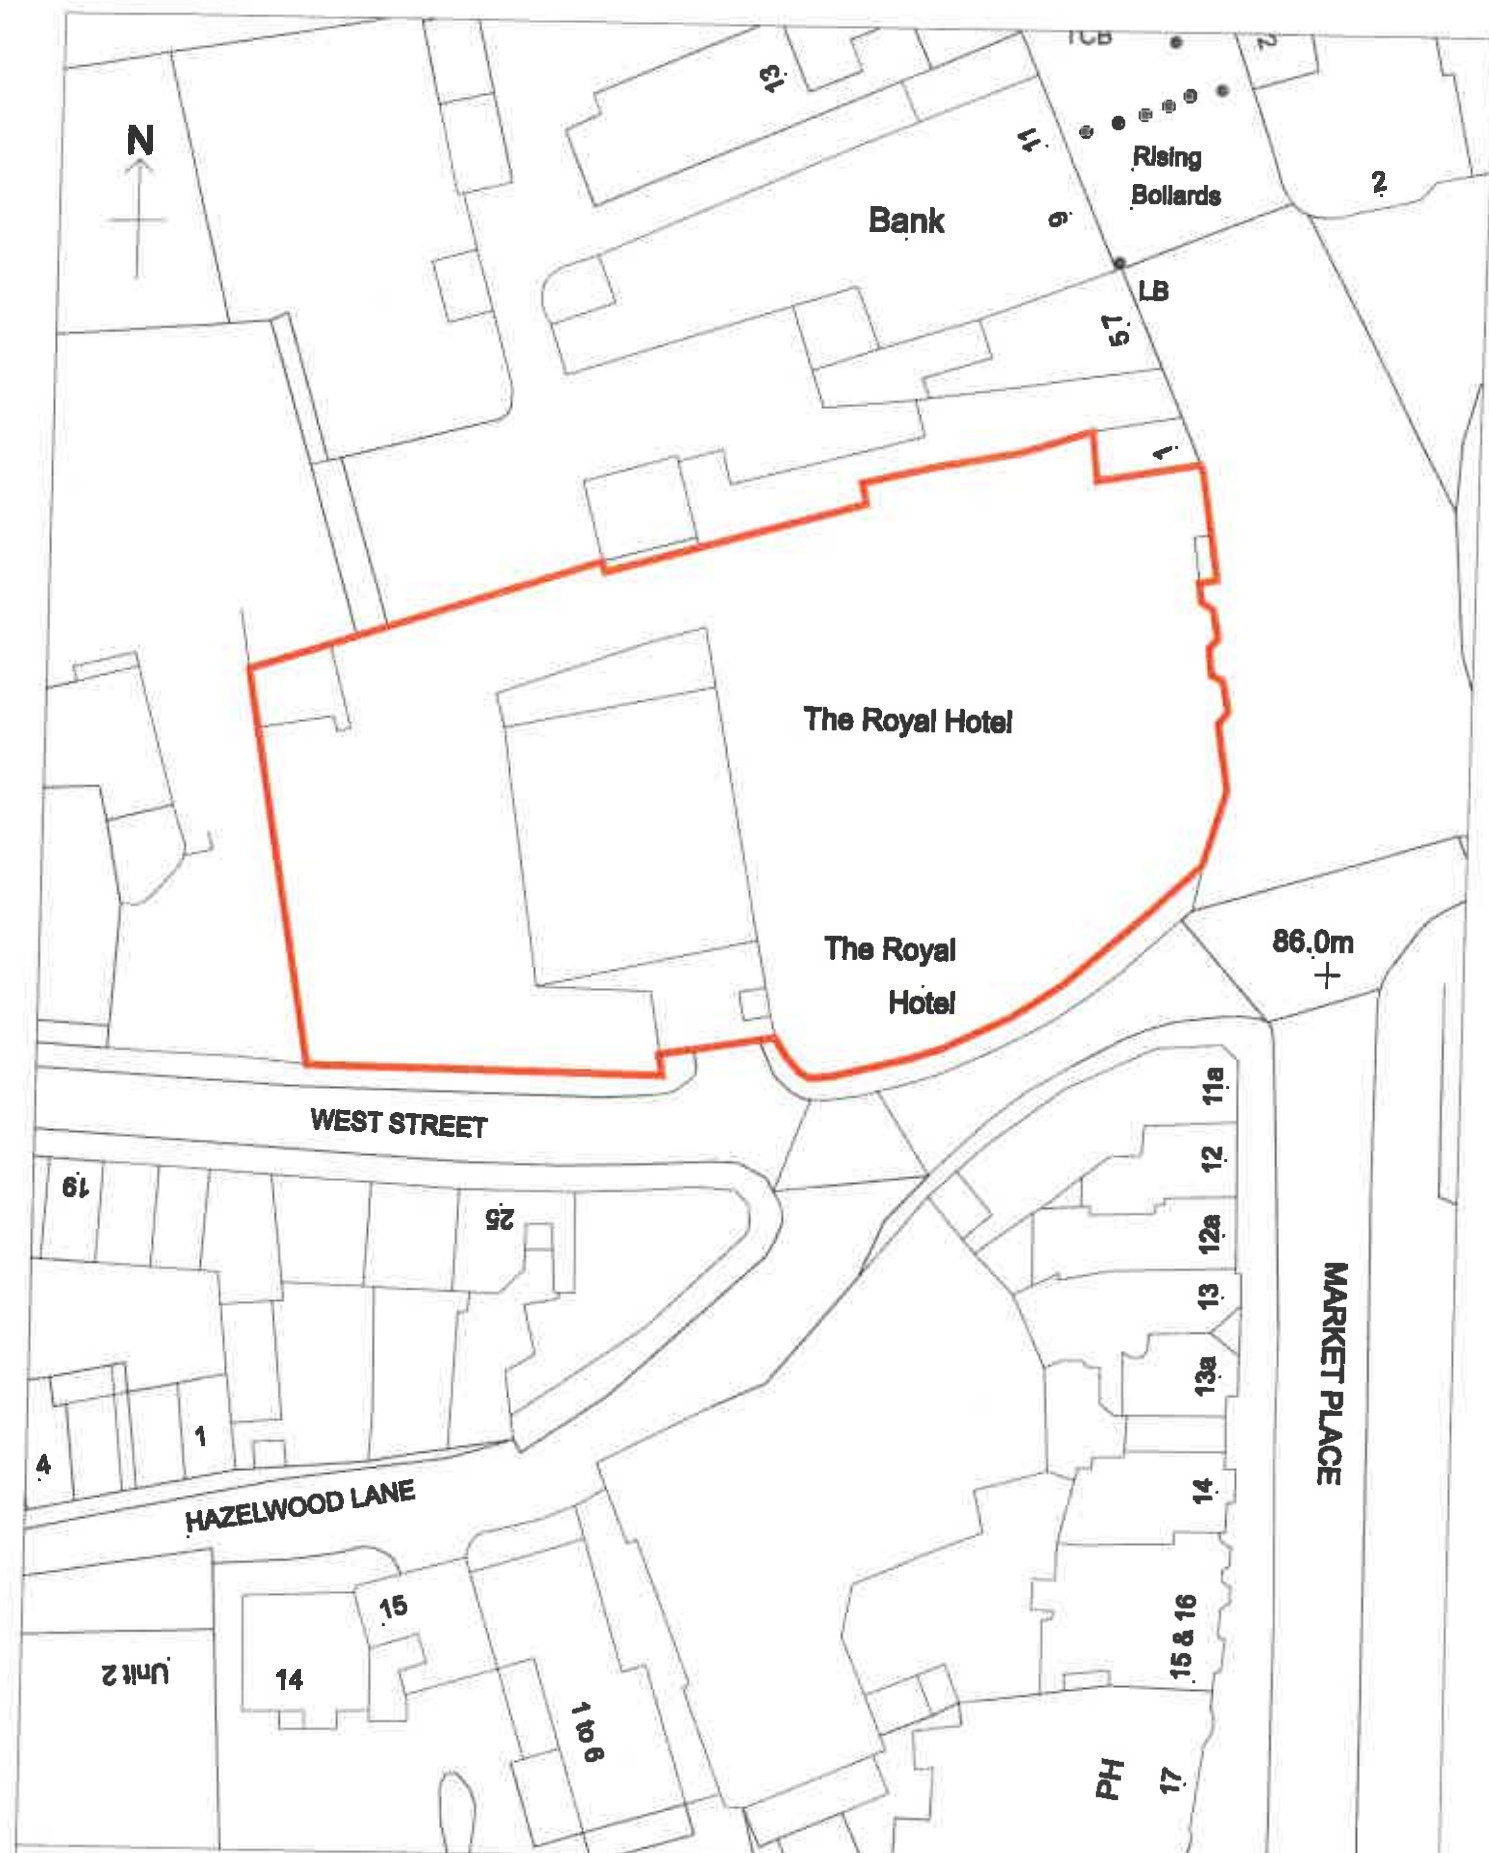 N
TCB
2
13
11
Rising
Bollards
2
Bank
9
LB
57
1
The Royal Hotel
The Royal
Hotel
86.0m
WEST STREET
11a
12
12a
13
13a
14
15 & 16
MARKET PLACE
19
25
4
1
HAZELWOOD LANE
15
14
Unit 2
1 to 6
PH
17